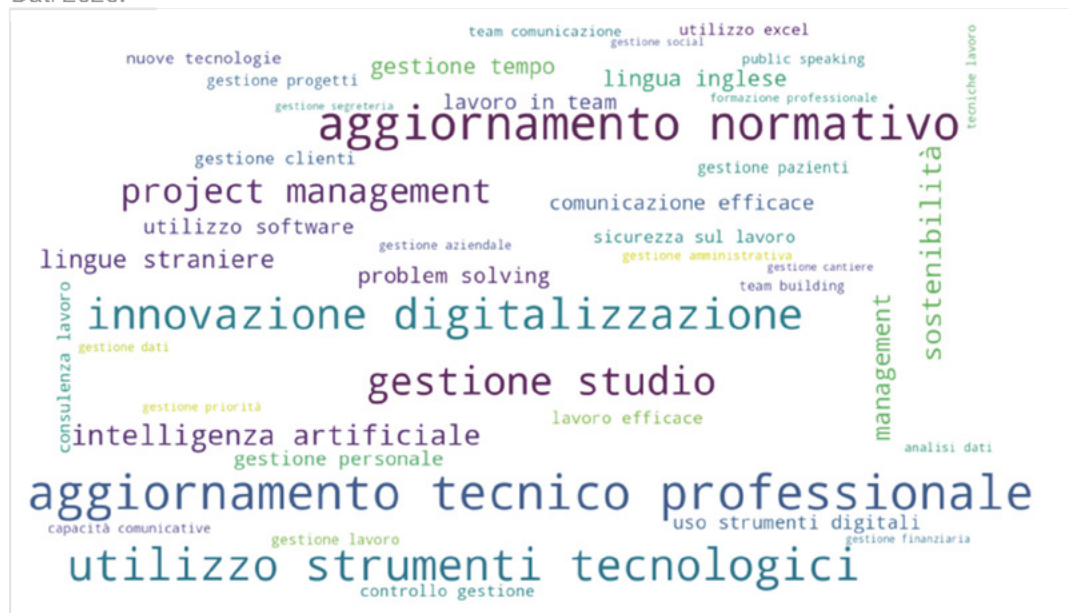 team comunicazione
utilizzo excel
gestione social
nuove tecnologie
gestione tempo
public speaking
gestione progetti
lingua inglese
tecniche lavoro
gestione segreteria
lavoro in team
formazione professionale
aggiornamento normativo
gestione clienti
gestione pazienti
project management
comunicazione efficace
sostenibilità
utilizzo software
sicurezza sul lavoro
gestione aziendale
lingue straniere
gestione amministrativa
problem solving
gestione cantiere
team building
innovazione digitalizzazione
consulenza lavoro
gestione dati
management
gestione studio
gestione priorità
lavoro efficace
intelligenza artificiale
analisi dati
gestione personale
aggiornamento tecnico professionale
capacità comunicative
uso strumenti digitali
gestione lavoro
gestione finanziaria
utilizzo strumenti tecnologici
controllo gestione